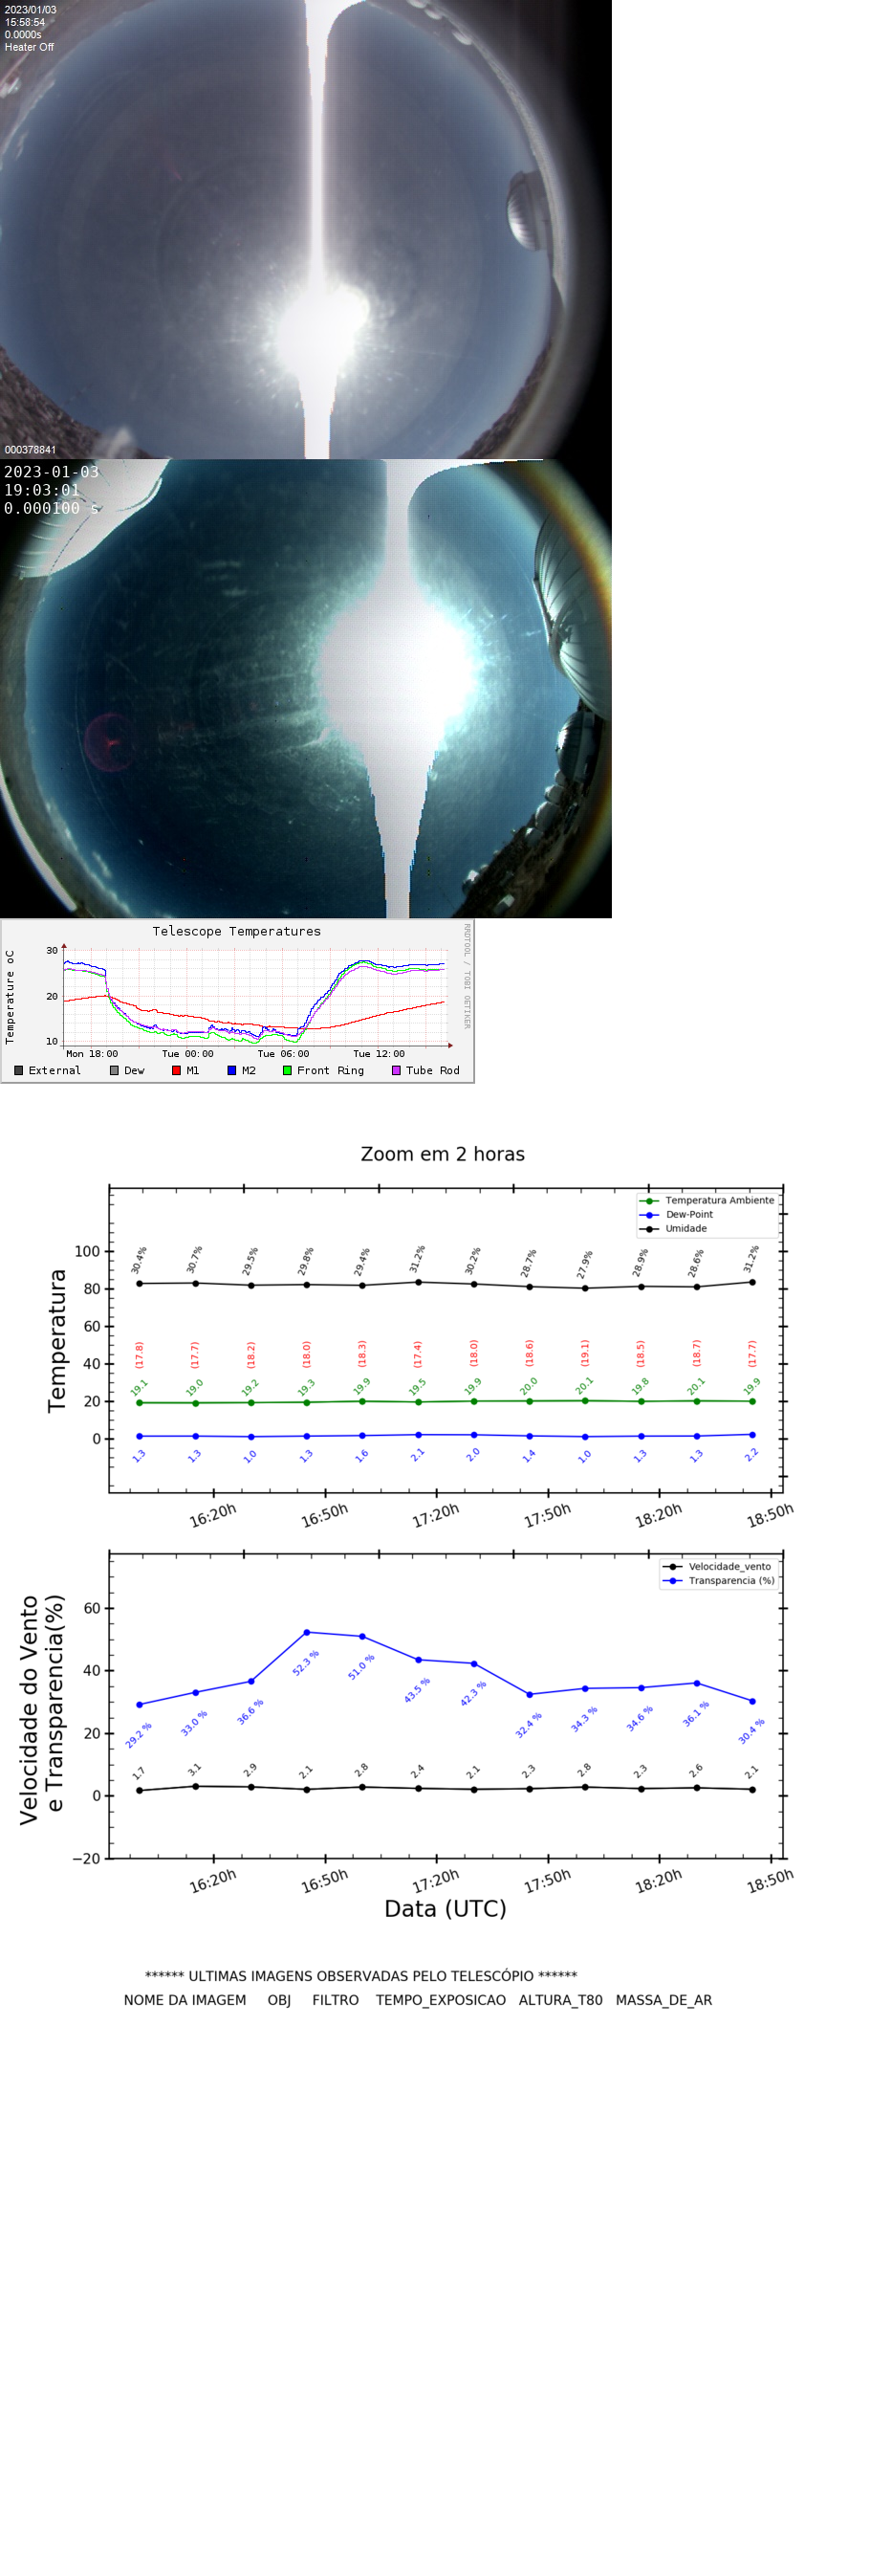 2023/01/03
15:58:54
0.0000s
Heater Off
000378841
2023-01-03
19:03:01
0.000100 s
Telescope Temperatures
RRDTOOL / TOBI OETIKER
Temperature oC
30
20
10
Mon 18:00 Tue 00:00 Tue 06:00 Tue 12:00
External Dew M1 M2 Front Ring Tube Rod
Zoom em 2 horas
Temperatura Ambiente
Dew-Point
Umidade
Temperatura
100
80
60
40
20
0
30.4% 30.7% 29.5% 29.8% 29.4% 31.2% 30.2% 28.7% 27.9% 28.9% 28.6% 31.2%
(17.8) (17.7) (18.2) (18.0) (18.3) (17.4) (18.0) (18.6) (19.1) (18.5) (18.7) (17.7)
19.1 19.0 19.2 19.3 19.9 19.5 19.9 20.0 20.1 19.8 20.1 19.9
1.3 1.3 1.0 1.3 1.6 2.1 2.0 1.4 1.0 1.3 1.3 2.2
16:20h 16:50h 17:20h 17:50h 18:20h 18:50h
Velocidade_vento
Transparencia (%)
Velocidade do Vento
e Transparencia(%)
60
40
20
0
−20
29.2 % 33.0 % 36.6 % 52.3 % 51.0 % 43.5 % 42.3 % 32.4 % 34.3 % 34.6 % 36.1 % 30.4 %
1.7 3.1 2.9 2.1 2.8 2.4 2.1 2.3 2.8 2.3 2.6 2.1
16:20h 16:50h 17:20h 17:50h 18:20h 18:50h
Data (UTC)
****** ULTIMAS IMAGENS OBSERVADAS PELO TELESCÓPIO ******
NOME DA IMAGEM OBJ FILTRO TEMPO_EXPOSICAO ALTURA_T80 MASSA_DE_AR